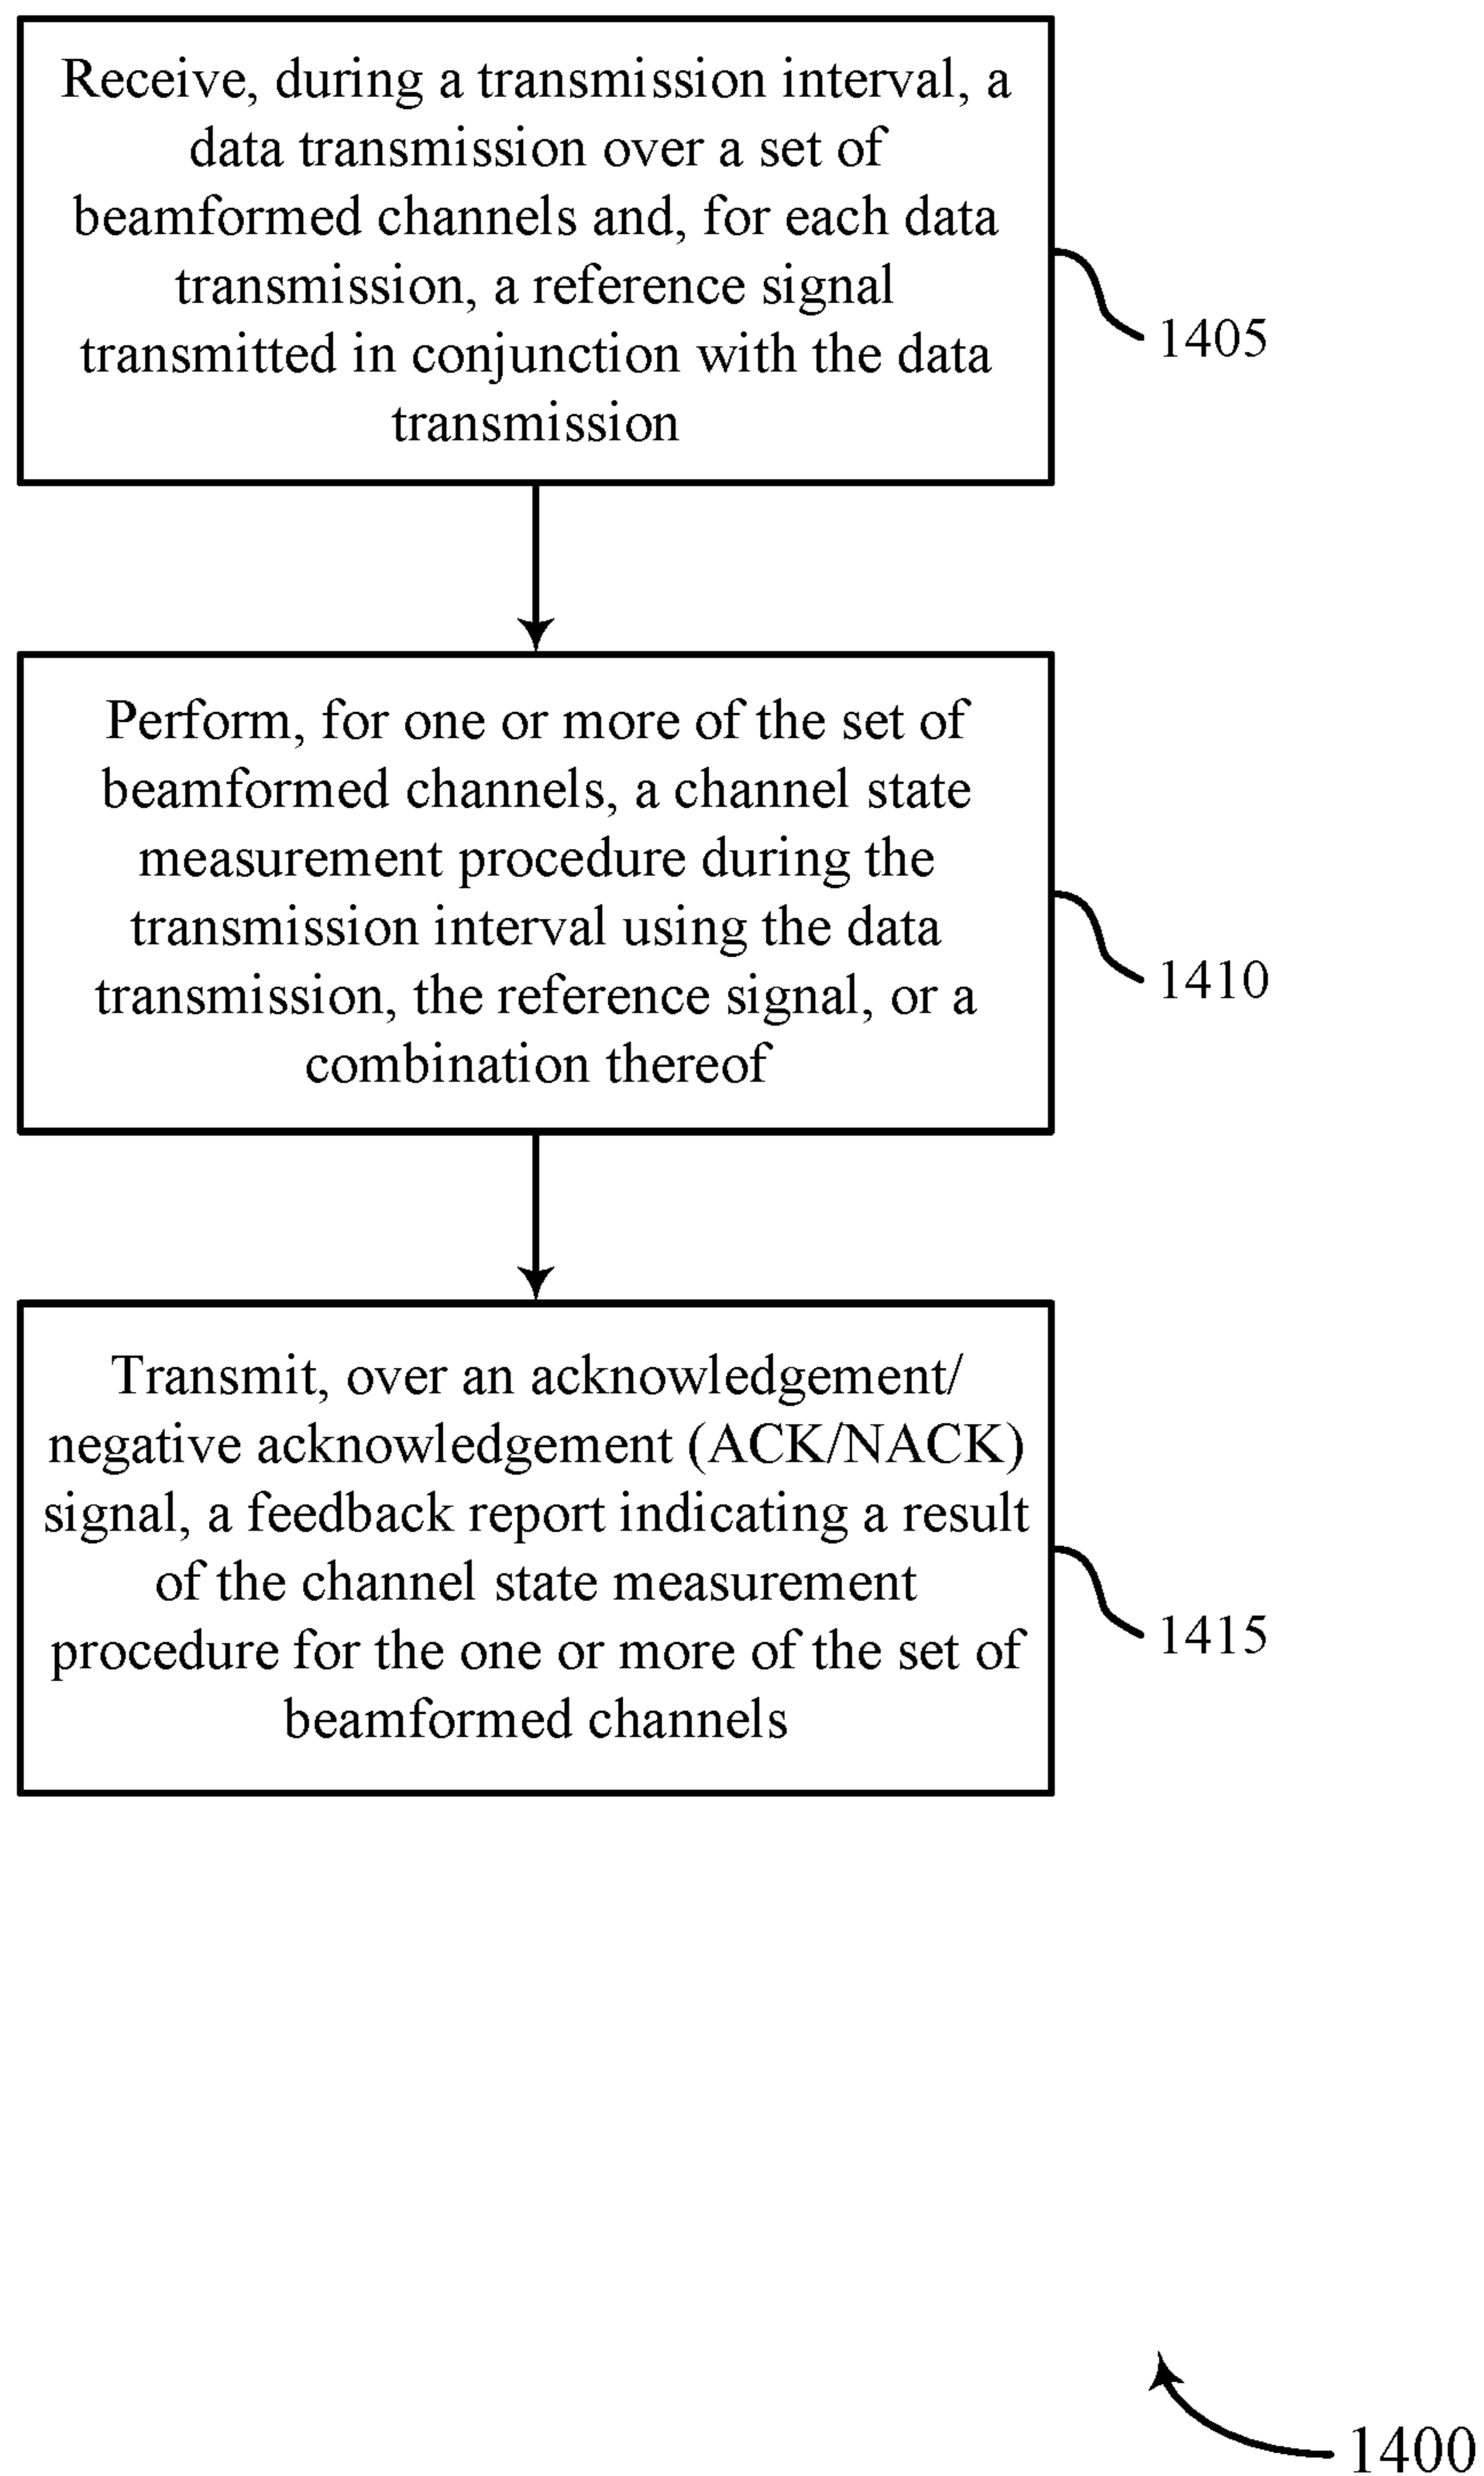 Receive, during a transmission interval, a
data transmission over a set of
beamformed channels and, for each data
transmission, a reference signal
transmitted in conjunction with the data
transmission
1405
Perform, for one or more of the set of
beamformed channels, a channel state
measurement procedure during the
transmission interval using the data
transmission, the reference signal, or a
combination thereof
1410
Transmit, over an acknowledgement/
negative acknowledgement (ACK/NACK)
signal, a feedback report indicating a result
of the channel state measurement
procedure for the one or more of the set of
beamformed channels
1415
1400